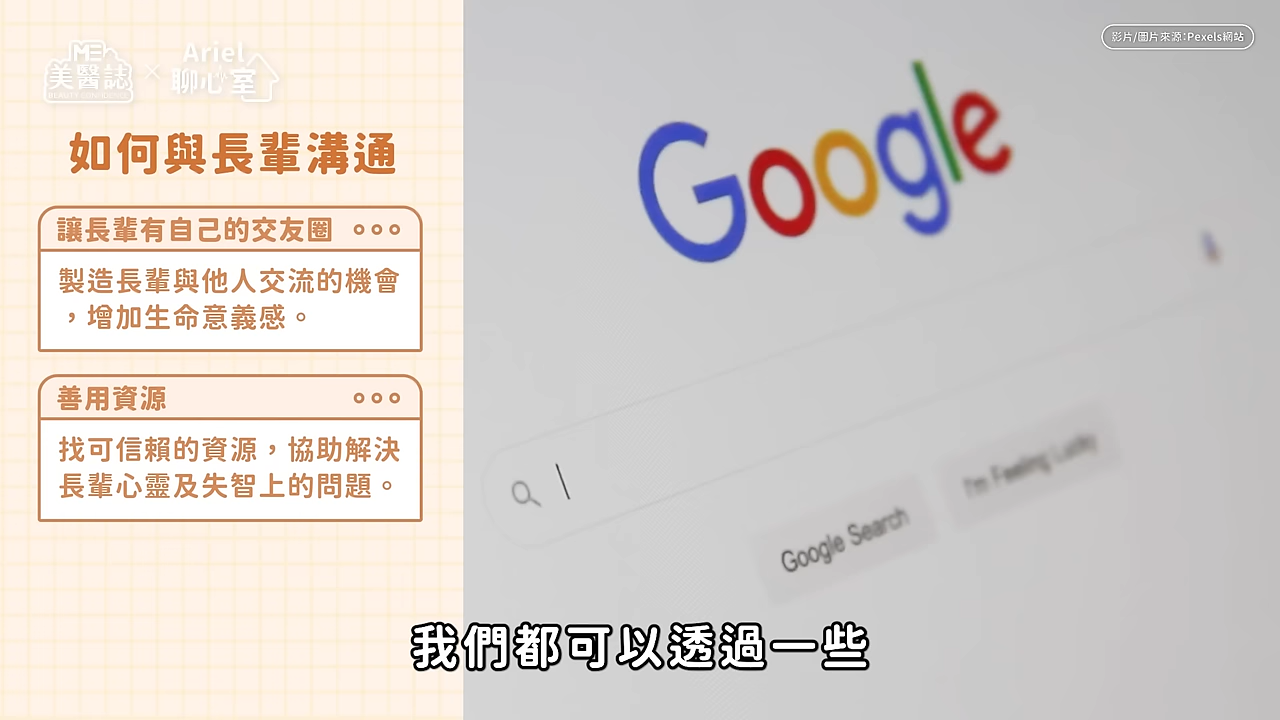 ME
美醫誌
×
Ariel
聊心室
影片/圖片來源:Pexels網站
如何與長輩溝通
讓長輩有自己的交友圈
製造長輩與他人交流的機會
，增加生命意義感。
善用資源
找可信賴的資源，協助解決
長輩心靈及失智上的問題。
Google
Google Search
I'm Feeling Lucky
我們都可以透過一些